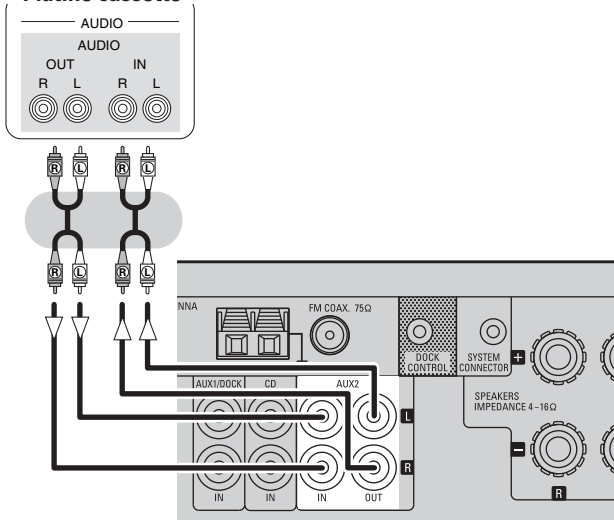 Platine cassette
AUDIO
AUDIO
OUT IN
R L R L
R L R L
R L R L
NNA
FM COAX. 75Ω
DOCK CONTROL
SYSTEM CONNECTOR
AUX1/DOCK CD AUX2
SPEAKERS
IMPEDANCE 4–16Ω
+
L
–
R
IN IN IN OUT
R